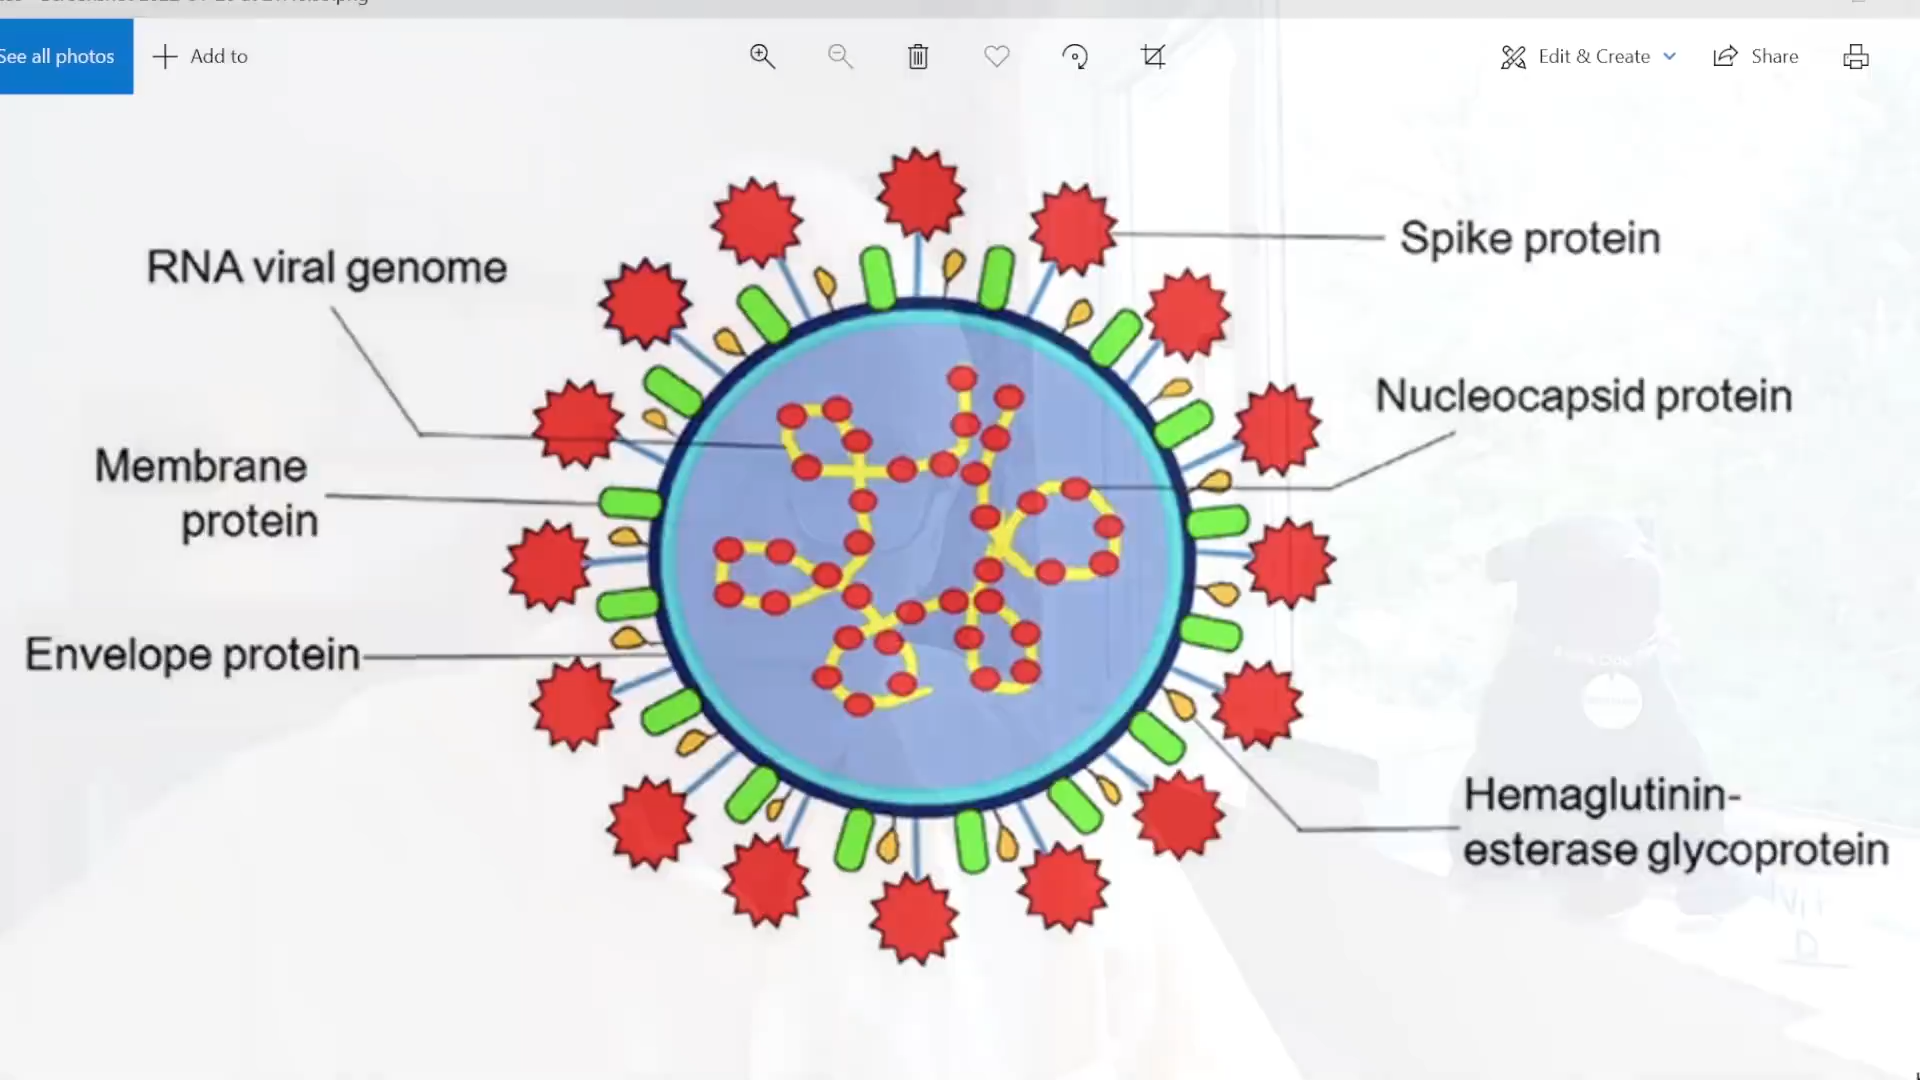 See all photos
Add to
Edit & Create
Share
RNA viral genome
Spike protein
Nucleocapsid protein
Membrane
protein
Envelope protein
Hemaglutinin-
esterase glycoprotein